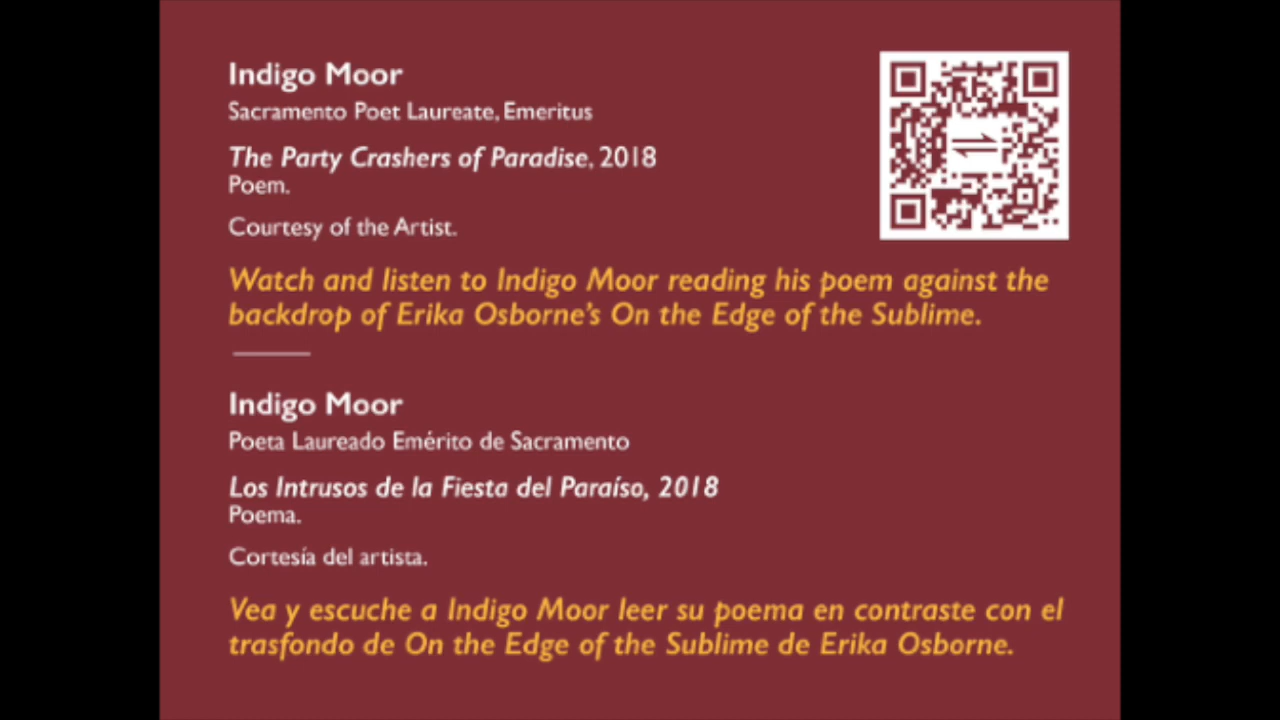 Indigo Moor
Sacramento Poet Laureate, Emeritus
The Party Crashers of Paradise, 2018
Poem.
Courtesy of the Artist.
Watch and listen to Indigo Moor reading his poem against the
backdrop of Erika Osborne’s On the Edge of the Sublime.
Indigo Moor
Poeta Laureado Emérito de Sacramento
Los Intrusos de la Fiesta del Paraíso, 2018
Poema.
Cortesía del artista.
Vea y escuche a Indigo Moor leer su poema en contraste con el
trasfondo de On the Edge of the Sublime de Erika Osborne.